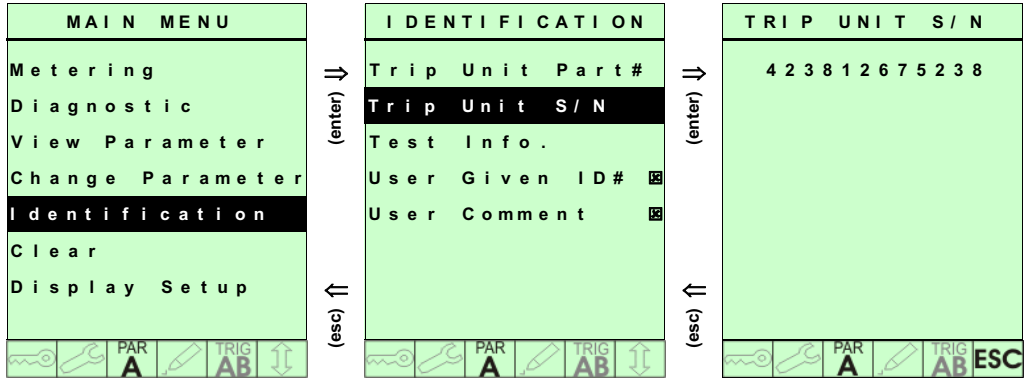 MAIN MENU
Metering
Diagnostic
View Parameter
Change Parameter
Identification
Clear
Display Setup
PAR
A
TRIG
AB
(enter)
(esc)
IDENTIFICATION
Trip Unit Part#
Trip Unit S/N
Test Info.
User Given ID#
User Comment
PAR
A
TRIG
AB
(enter)
(esc)
TRIP UNIT S/N
423812675238
PAR
A
TRIG
AB
ESC